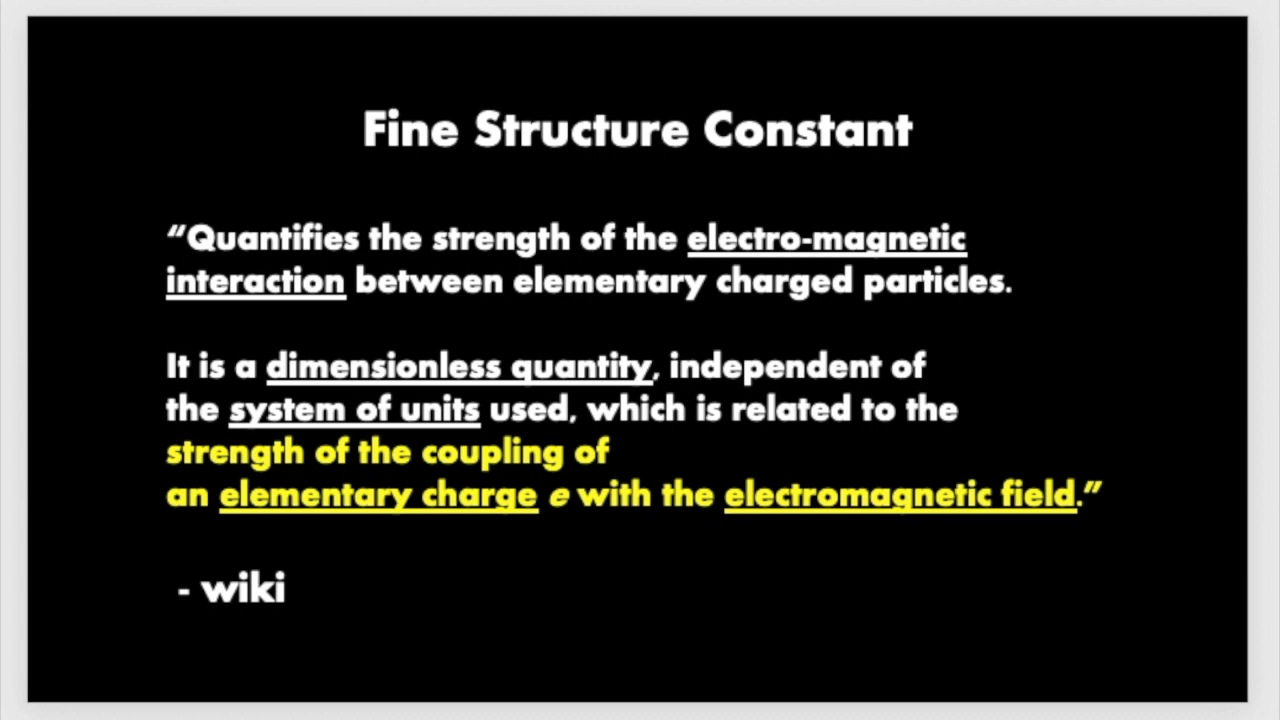 Fine Structure Constant
“Quantifies the strength of the electro-magnetic
interaction between elementary charged particles.
It is a dimensionless quantity, independent of
the system of units used, which is related to the
strength of the coupling of
an elementary charge e with the electromagnetic field.”
- wiki